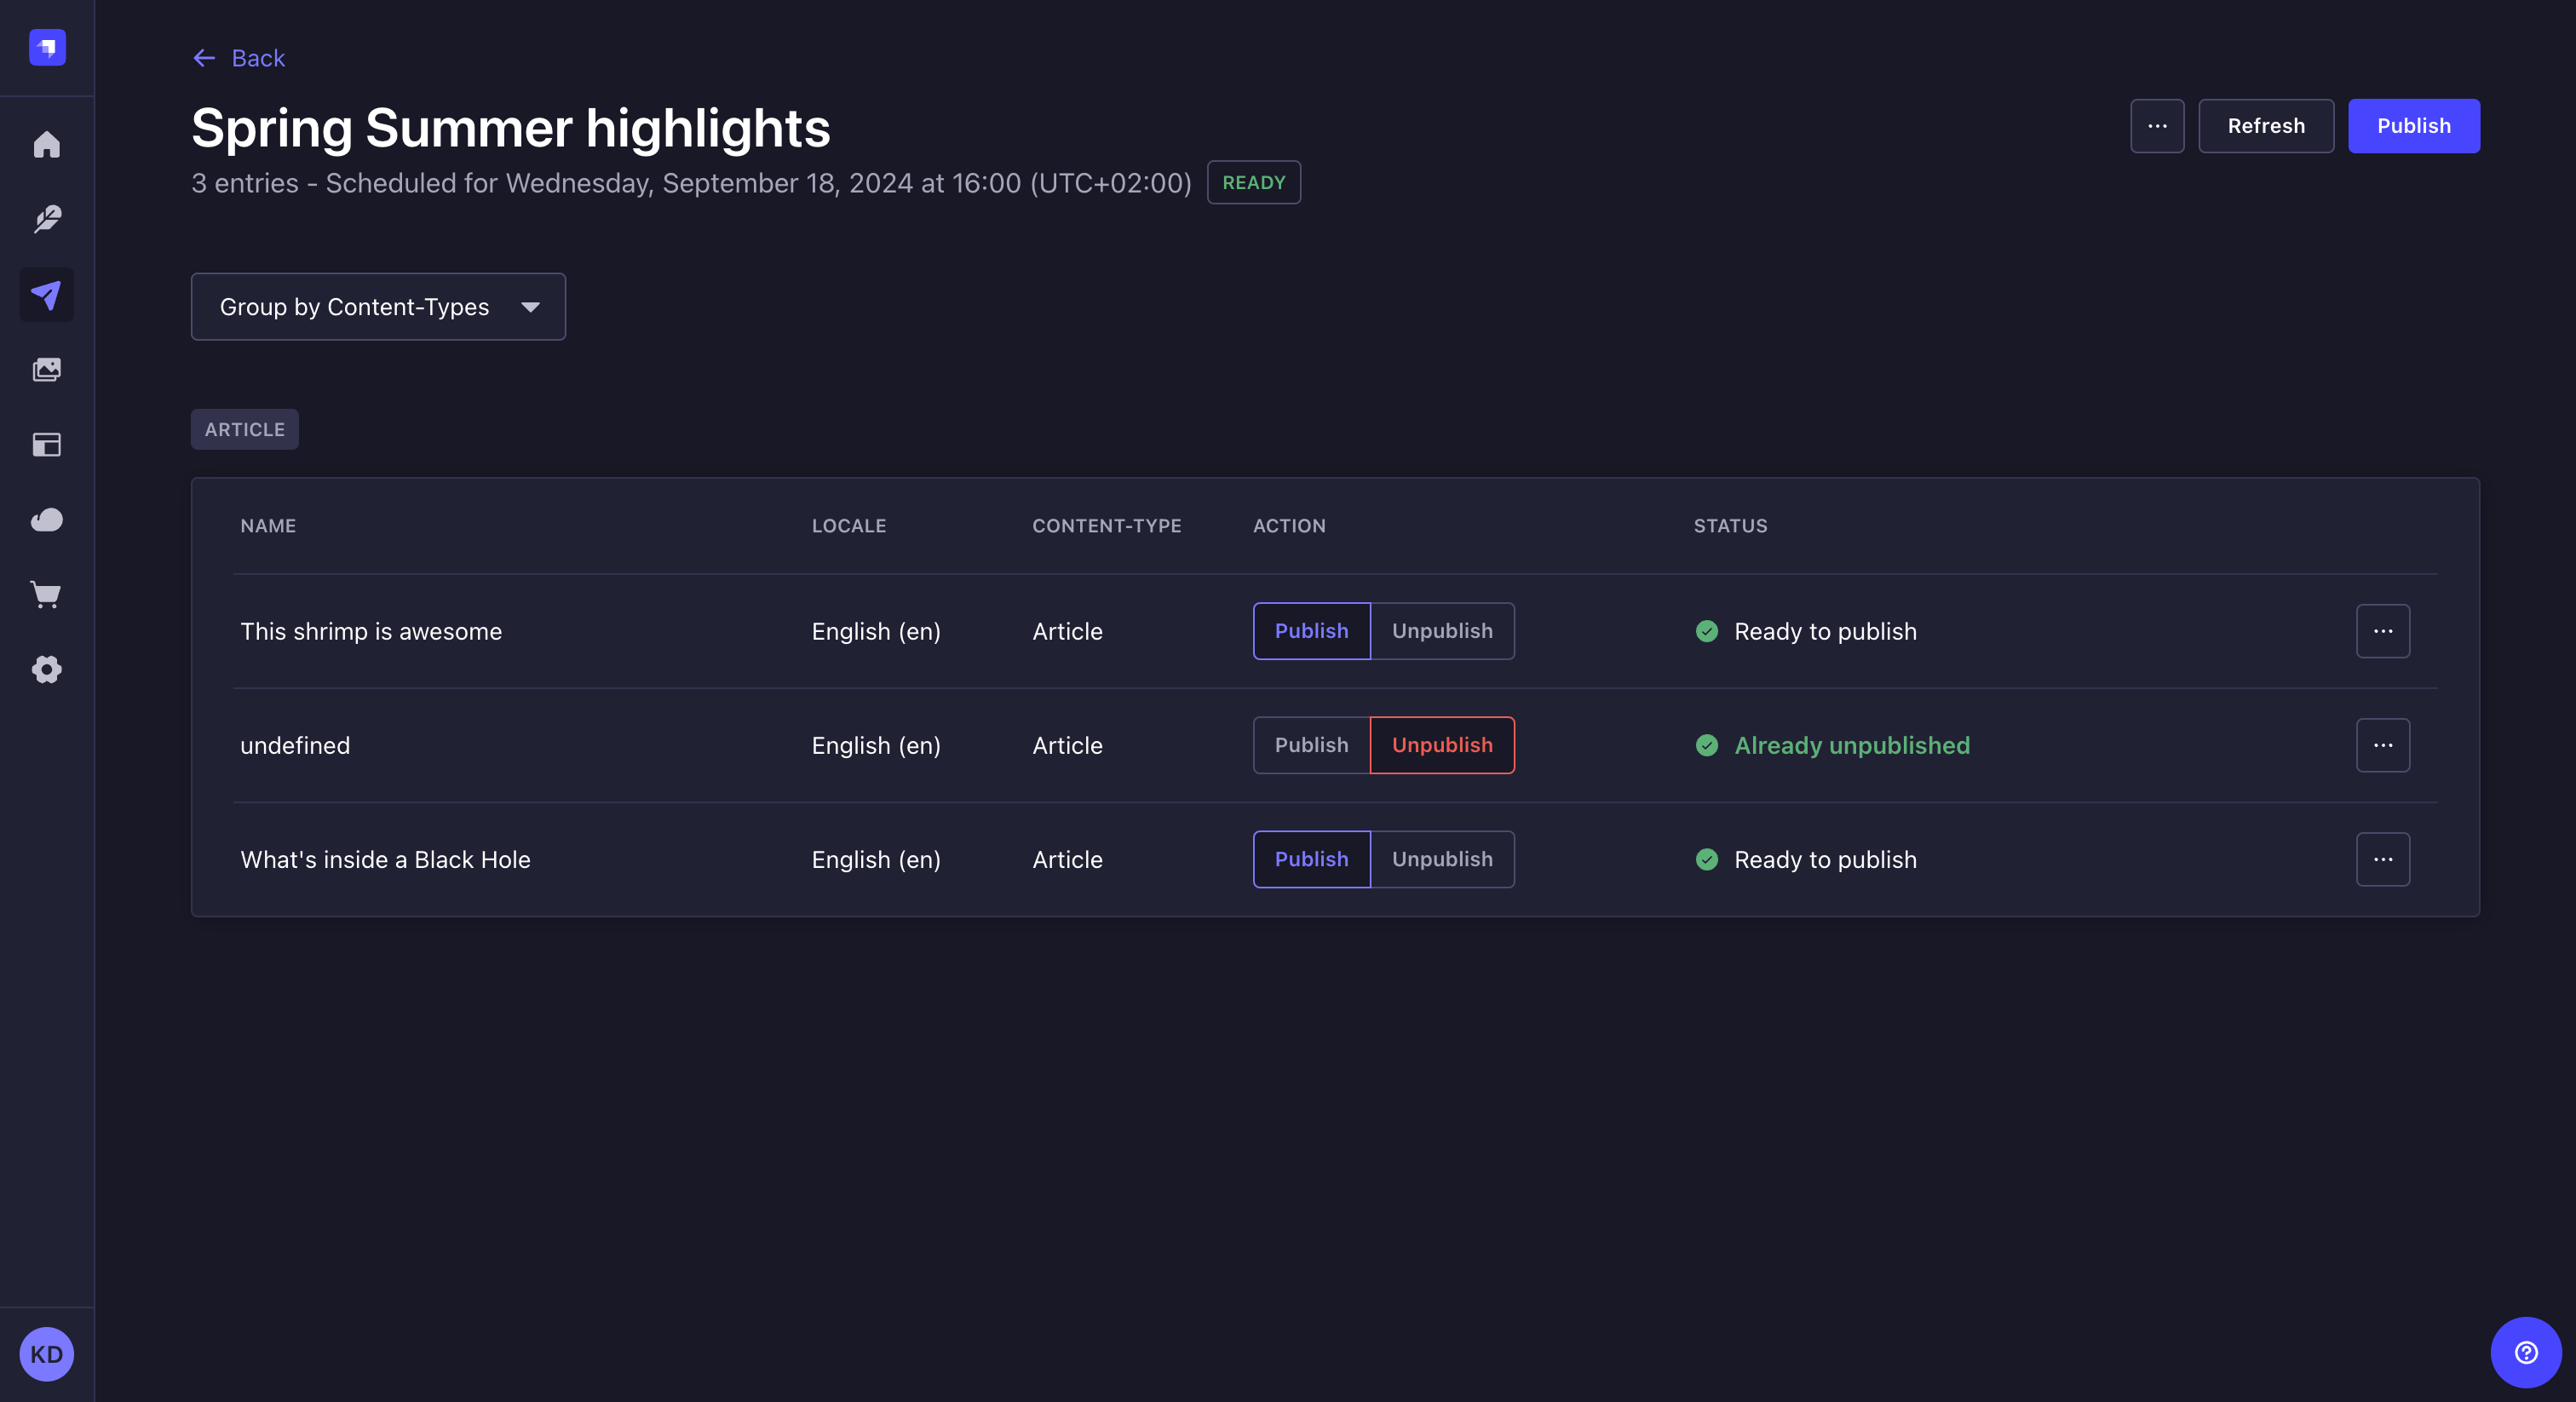 Back
Spring Summer highlights
Refresh
Publish
3 entries - Scheduled for Wednesday, September 18, 2024 at 16:00 (UTC+02:00)
READY
Group by Content-Types
ARTICLE
NAME LOCALE CONTENT-TYPE ACTION STATUS
This shrimp is awesome English (en) Article Publish Unpublish Ready to publish
undefined English (en) Article Publish Unpublish Already unpublished
What's inside a Black Hole English (en) Article Publish Unpublish Ready to publish
KD